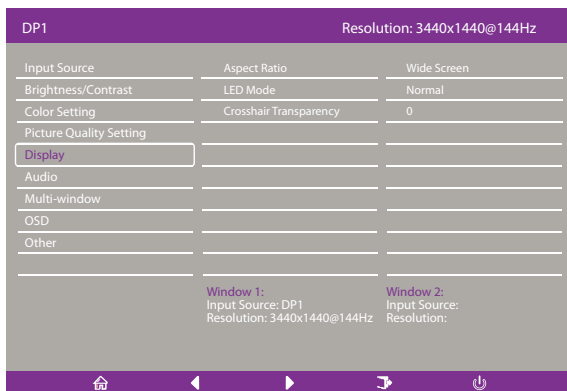 DP1 Resolution: 3440x1440@144Hz
Input Source Aspect Ratio Wide Screen
Brightness/Contrast LED Mode Normal
Color Setting Crosshair Transparency 0
Picture Quality Setting
Display
Audio
Multi-window
OSD
Other
Window 1: Window 2:
Input Source: DP1 Input Source:
Resolution: 3440x1440@144Hz Resolution: